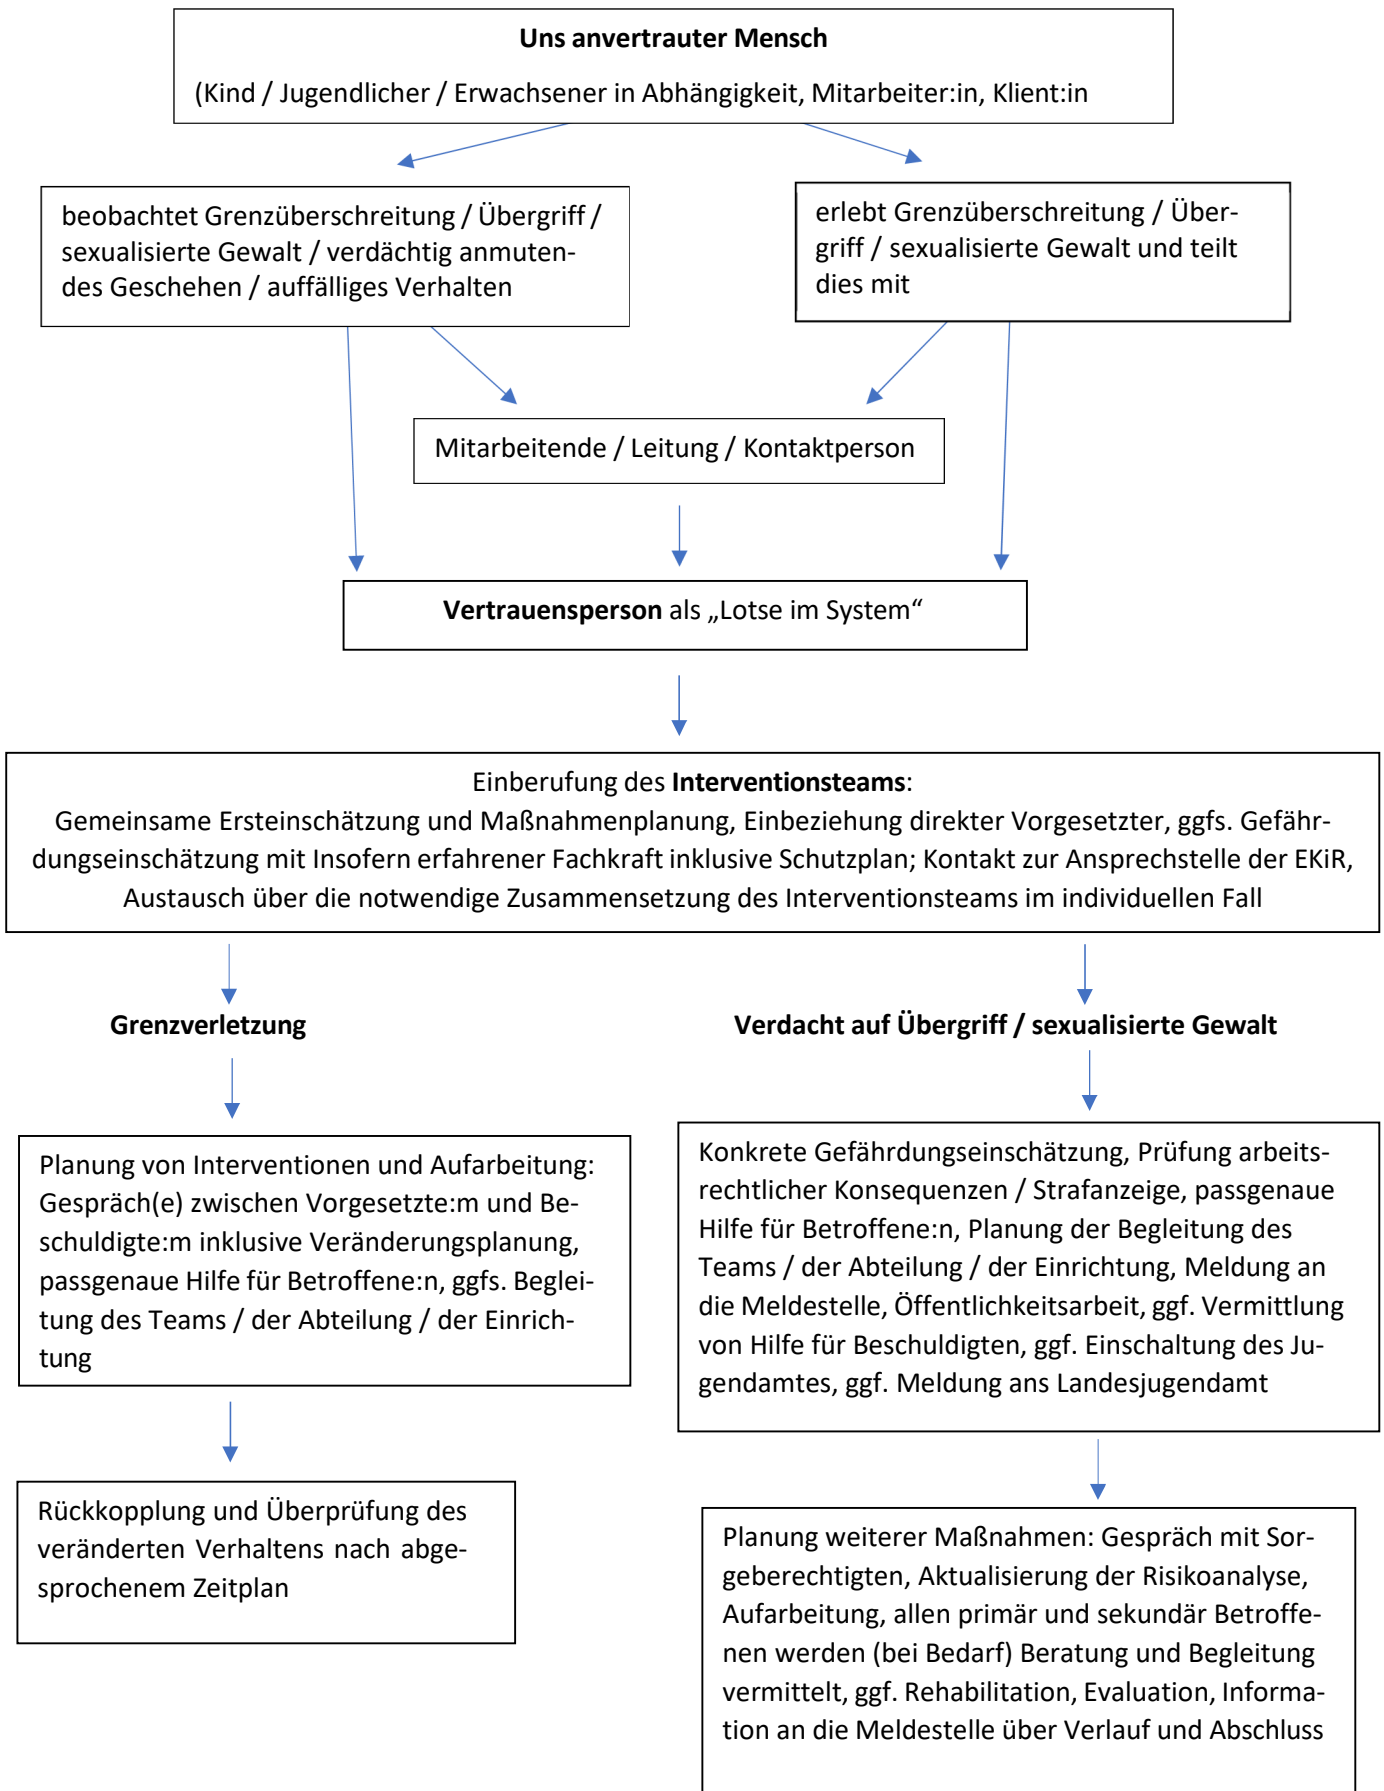 Uns anvertrauter Mensch
(Kind / Jugendlicher / Erwachsener in Abhängigkeit, Mitarbeiter:in, Klient:in
beobachtet Grenzüberschreitung / Übergriff /
sexualisierte Gewalt / verdächtig anmuten-
des Geschehen / auffälliges Verhalten
erlebt Grenzüberschreitung / Über-
griff / sexualisierte Gewalt und teilt
dies mit
Mitarbeitende / Leitung / Kontaktperson
Vertrauensperson als „Lotse im System“
Einberufung des Interventionsteams:
Gemeinsame Ersteinschätzung und Maßnahmenplanung, Einbeziehung direkter Vorgesetzter, ggfs. Gefähr-
dungseinschätzung mit Insofern erfahrener Fachkraft inklusive Schutzplan; Kontakt zur Ansprechstelle der EKiR,
Austausch über die notwendige Zusammensetzung des Interventionsteams im individuellen Fall
Grenzverletzung
Verdacht auf Übergriff / sexualisierte Gewalt
Planung von Interventionen und Aufarbeitung:
Gespräch(e) zwischen Vorgesetzte:m und Be-
schuldigte:m inklusive Veränderungsplanung,
passgenaue Hilfe für Betroffene:n, ggfs. Beglei-
tung des Teams / der Abteilung / der Einrich-
tung
Konkrete Gefährdungseinschätzung, Prüfung arbeits-
rechtlicher Konsequenzen / Strafanzeige, passgenaue
Hilfe für Betroffene:n, Planung der Begleitung des
Teams / der Abteilung / der Einrichtung, Meldung an
die Meldestelle, Öffentlichkeitsarbeit, ggf. Vermittlung
von Hilfe für Beschuldigten, ggf. Einschaltung des Ju-
gendamtes, ggf. Meldung ans Landesjugendamt
Rückkopplung und Überprüfung des
veränderten Verhaltens nach abge-
sprochenem Zeitplan
Planung weiterer Maßnahmen: Gespräch mit Sor-
geberechtigten, Aktualisierung der Risikoanalyse,
Aufarbeitung, allen primär und sekundär Betroffe-
nen werden (bei Bedarf) Beratung und Begleitung
vermittelt, ggf. Rehabilitation, Evaluation, Informa-
tion an die Meldestelle über Verlauf und Abschluss